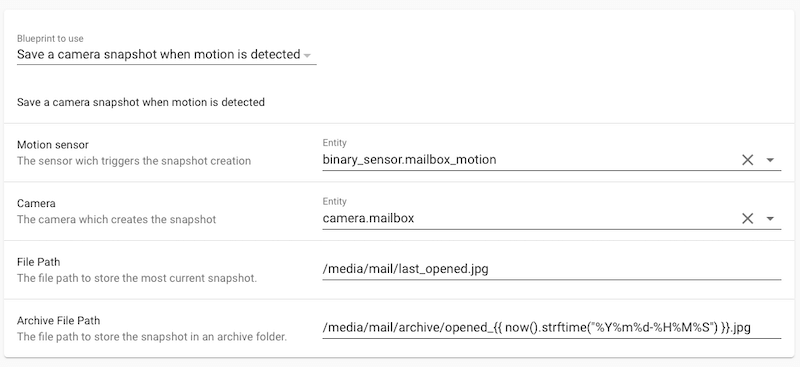 Blueprint to use
Save a camera snapshot when motion is detected
Save a camera snapshot when motion is detected
Motion sensor
The sensor wich triggers the snapshot creation
Entity
binary_sensor.mailbox_motion
Camera
The camera which creates the snapshot
Entity
camera.mailbox
File Path
The file path to store the most current snapshot.
/media/mail/last_opened.jpg
Archive File Path
The file path to store the snapshot in an archive folder.
/media/mail/archive/opened_{{ now().strftime("%Y%m%d-%H%M%S") }}.jpg